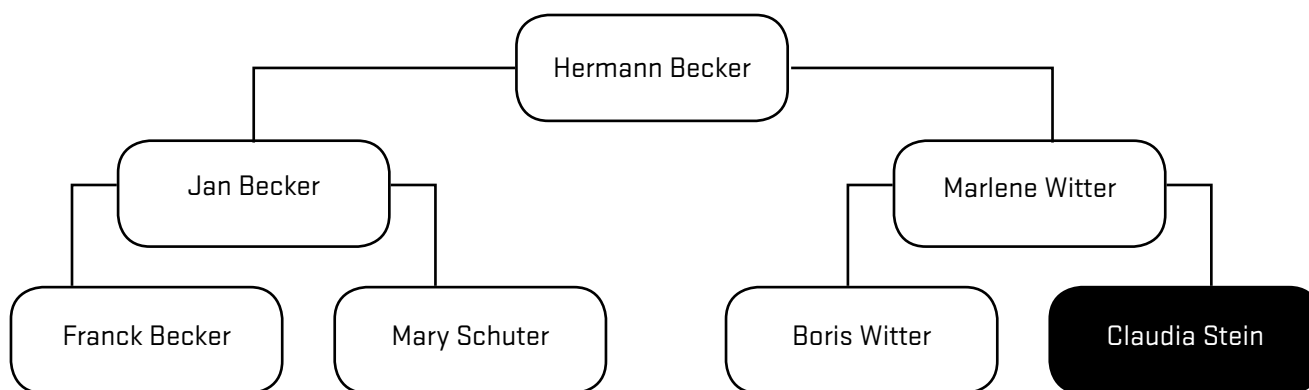 Hermann Becker
Jan Becker
Marlene Witter
Franck Becker
Mary Schuter
Boris Witter
Claudia Stein